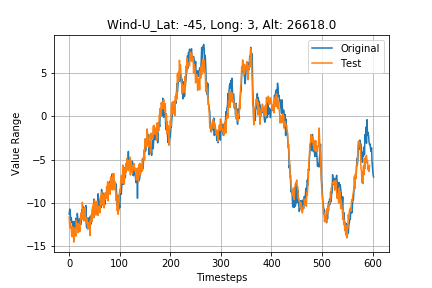 Wind-U_Lat: -45, Long: 3, Alt: 26618.0
Original
Test
Value Range
5
0
−5
−10
−15
0 100 200 300 400 500 600
Timesteps